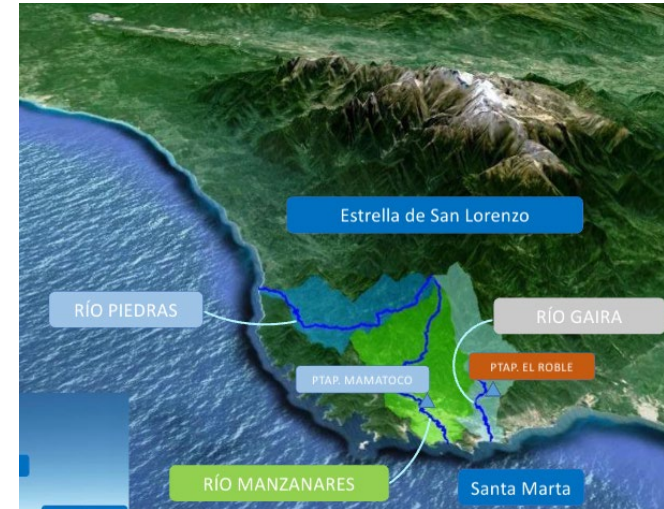 Estrella de San Lorenzo
RÍO PIEDRAS
RÍO GAIRA
PTAP. EL ROBLE
PTAP. MAMATOCO
RÍO MANZANARES
Santa Marta